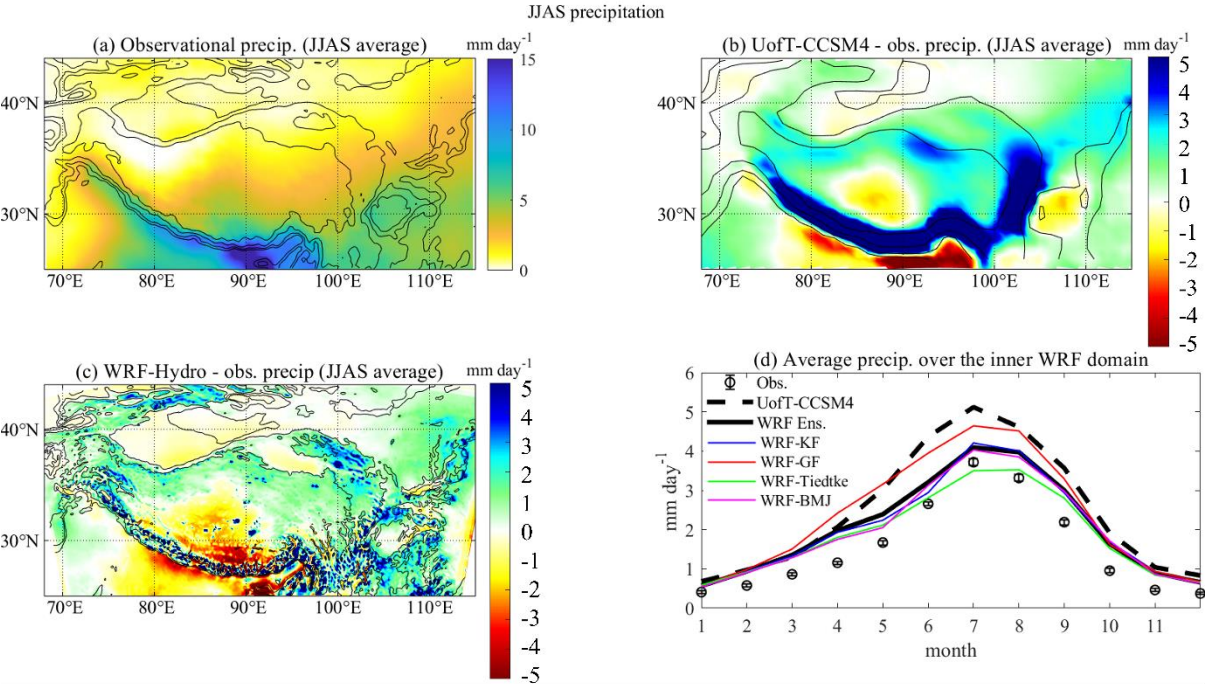 JJAS precipitation
(a) Observational precip. (JJAS average)
mm day-1
15
10
5
0
40°N
30°N
70°E 80°E 90°E 100°E 110°E
(b) UofT-CCSM4 - obs. precip. (JJAS average)
mm day-1
5
4
3
2
1
0
-1
-2
-3
-4
-5
40°N
30°N
70°E 80°E 90°E 100°E 110°E
(c) WRF-Hydro - obs. precip (JJAS average)
mm day-1
5
4
3
2
1
0
-1
-2
-3
-4
-5
40°N
30°N
70°E 80°E 90°E 100°E 110°E
(d) Average precip. over the inner WRF domain
Obs.
UofT-CCSM4
WRF Ens.
WRF-KF
WRF-GF
WRF-Tiedtke
WRF-BMJ
mm day-1
6
5
4
3
2
1
0
1 2 3 4 5 6 7 8 9 10 11
month